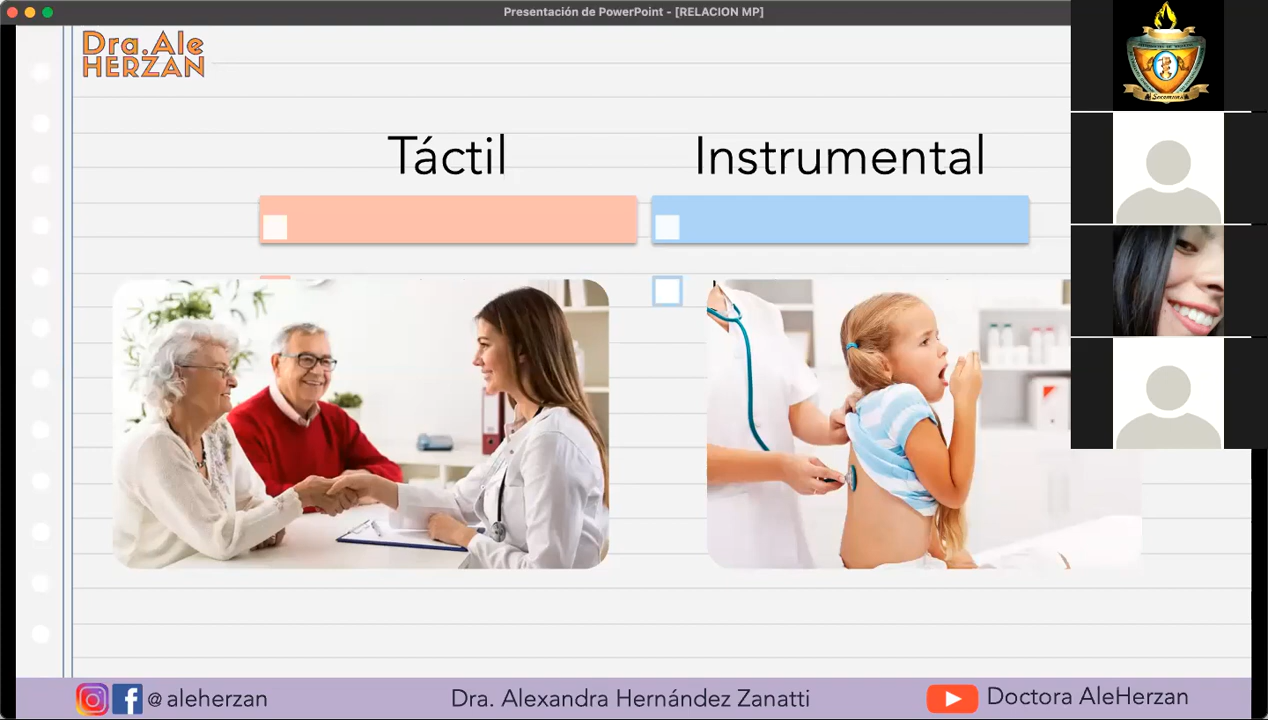 Presentación de PowerPoint - [RELACION MP]
Dra.Ale
HERZAN
Táctil
Instrumental
@aleherzan
Dra. Alexandra Hernández Zanatti
Doctora AleHerzan